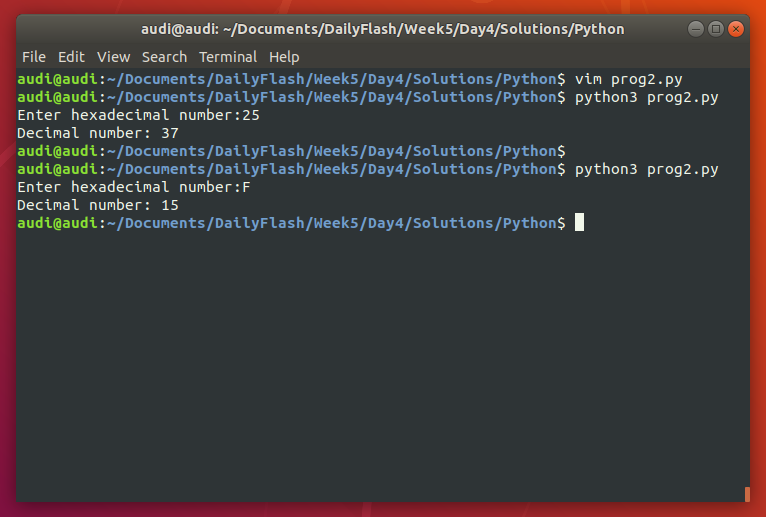 audi@audi: ~/Documents/DailyFlash/Week5/Day4/Solutions/Python
File Edit View Search Terminal Help
audi@audi:~/Documents/DailyFlash/Week5/Day4/Solutions/Python$ vim prog2.py
audi@audi:~/Documents/DailyFlash/Week5/Day4/Solutions/Python$ python3 prog2.py
Enter hexadecimal number:25
Decimal number: 37
audi@audi:~/Documents/DailyFlash/Week5/Day4/Solutions/Python$
audi@audi:~/Documents/DailyFlash/Week5/Day4/Solutions/Python$ python3 prog2.py
Enter hexadecimal number:F
Decimal number: 15
audi@audi:~/Documents/DailyFlash/Week5/Day4/Solutions/Python$